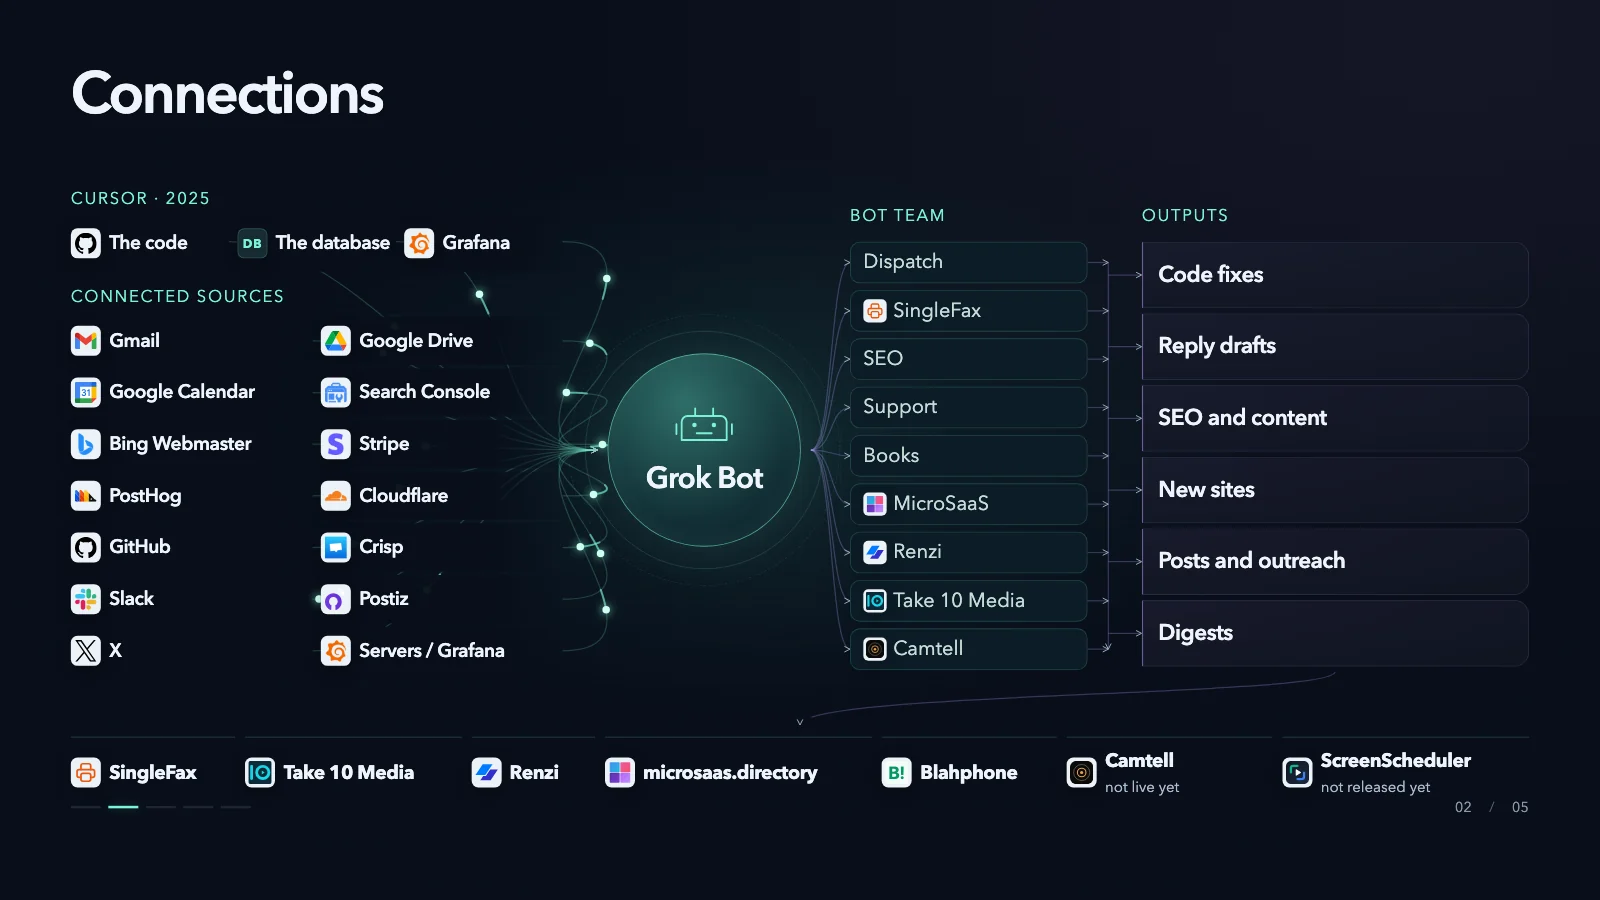 Connections
CURSOR · 2025
The code
DB The database
Grafana
CONNECTED SOURCES
Gmail
Google Drive
31 Google Calendar
Search Console
Bing Webmaster
Stripe
PostHog
Cloudflare
GitHub
Crisp
Slack
Postiz
X
Servers / Grafana
Grok Bot
BOT TEAM
Dispatch
SingleFax
SEO
Support
Books
MicroSaaS
Renzi
Take 10 Media
Camtell
OUTPUTS
Code fixes
Reply drafts
SEO and content
New sites
Posts and outreach
Digests
SingleFax
Take 10 Media
Renzi
microsaas.directory
B! Blahphone
Camtell
not live yet
ScreenScheduler
not released yet
02 / 05